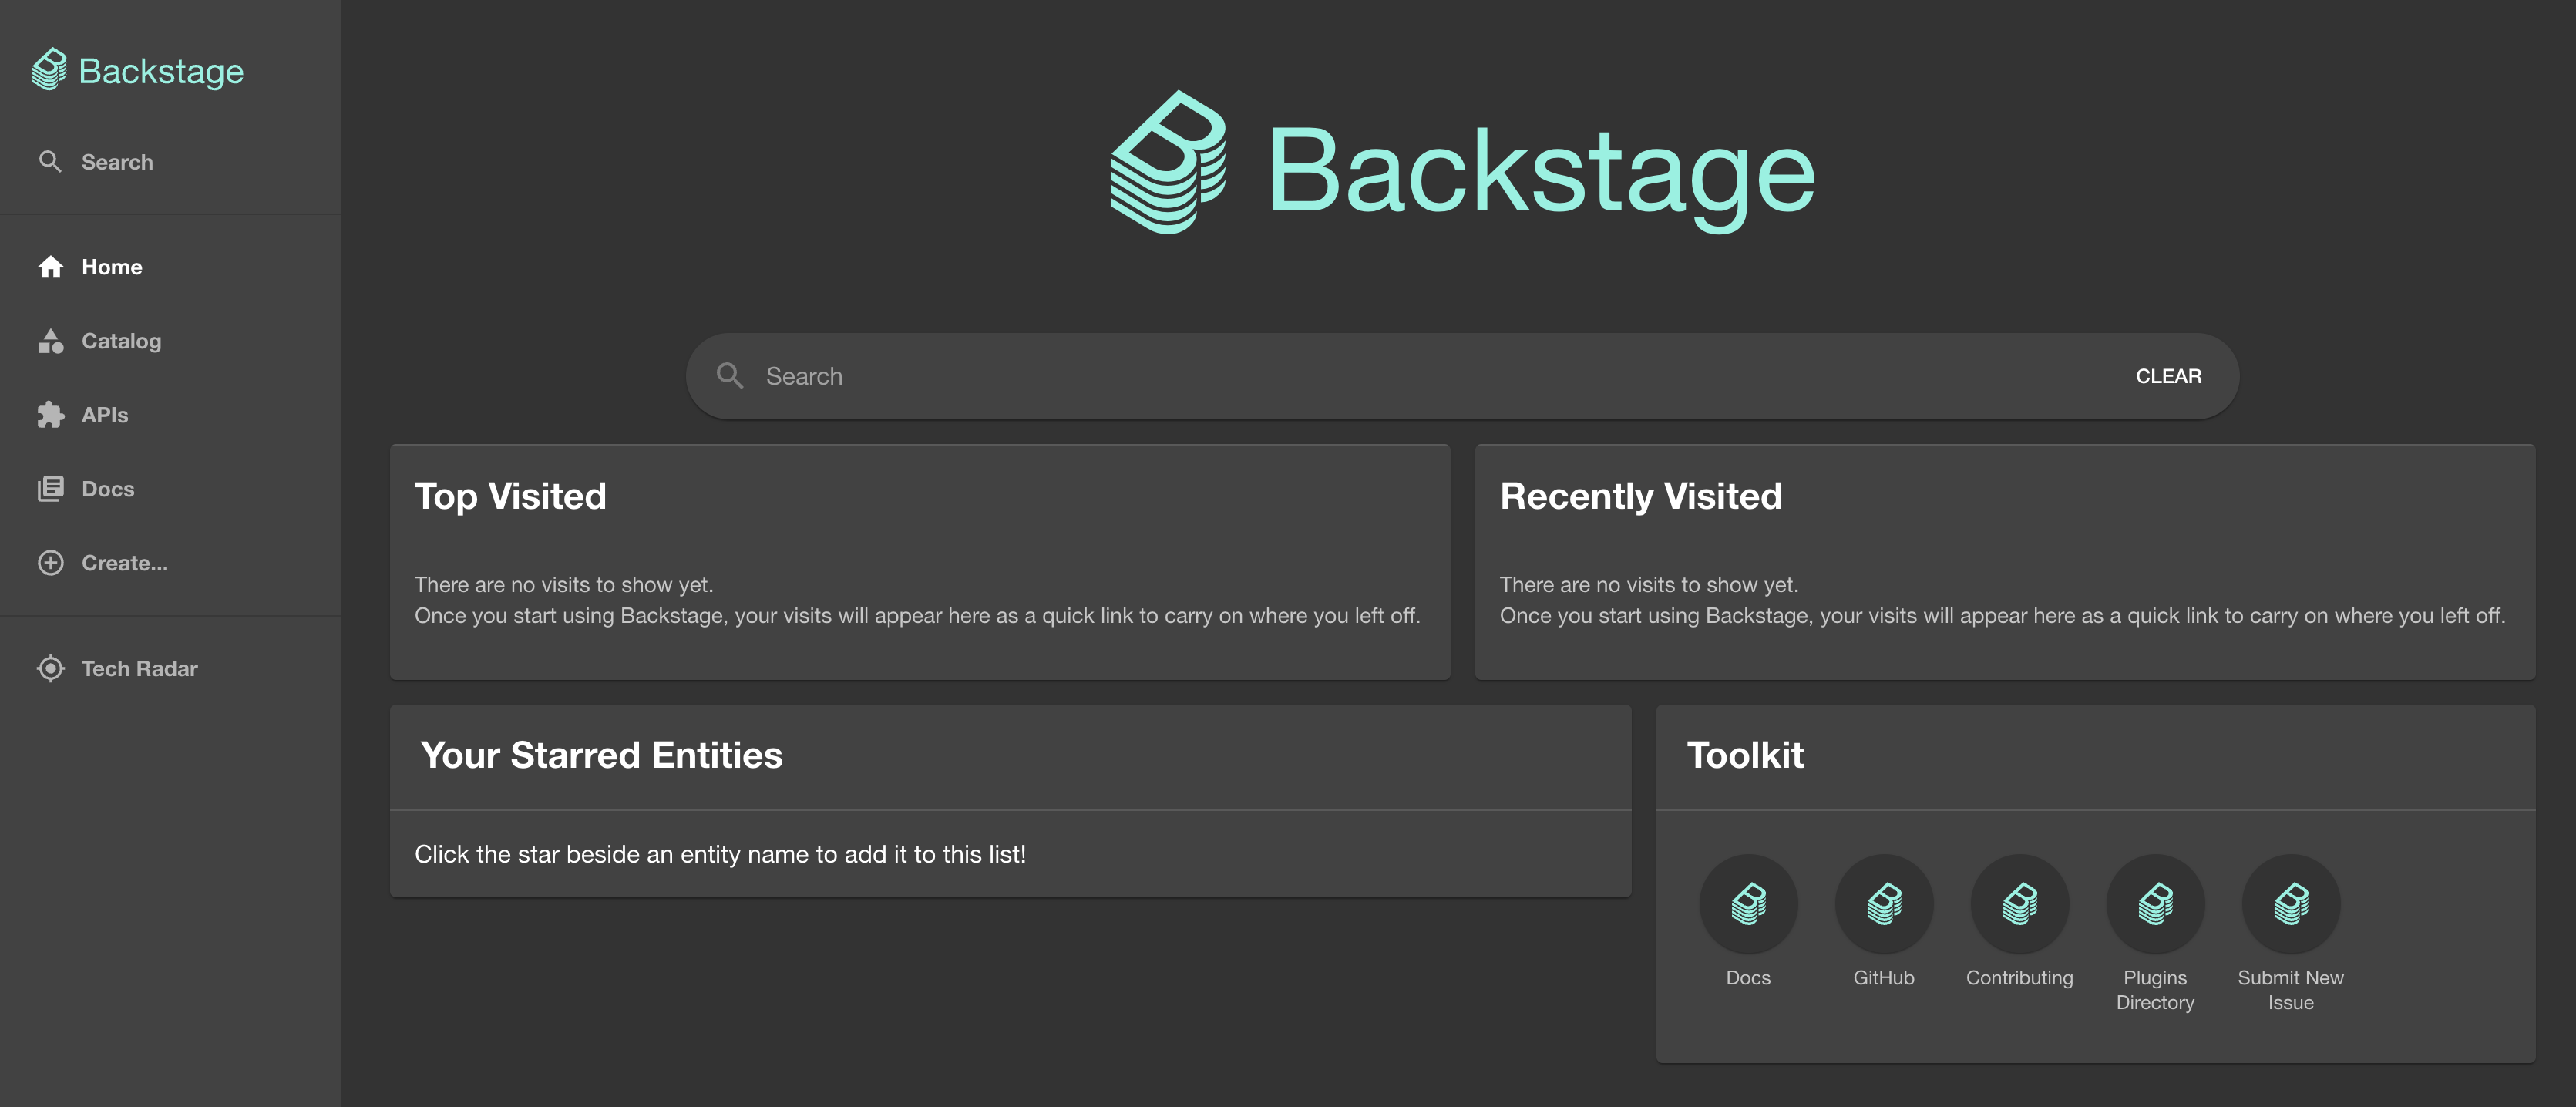 Backstage
Search
Home
Catalog
APIs
Docs
Create...
Tech Radar
Backstage
Search
CLEAR
Top Visited
There are no visits to show yet.
Once you start using Backstage, your visits will appear here as a quick link to carry on where you left off.
Recently Visited
There are no visits to show yet.
Once you start using Backstage, your visits will appear here as a quick link to carry on where you left off.
Your Starred Entities
Click the star beside an entity name to add it to this list!
Toolkit
Docs
GitHub
Contributing
Plugins
Directory
Submit New
Issue